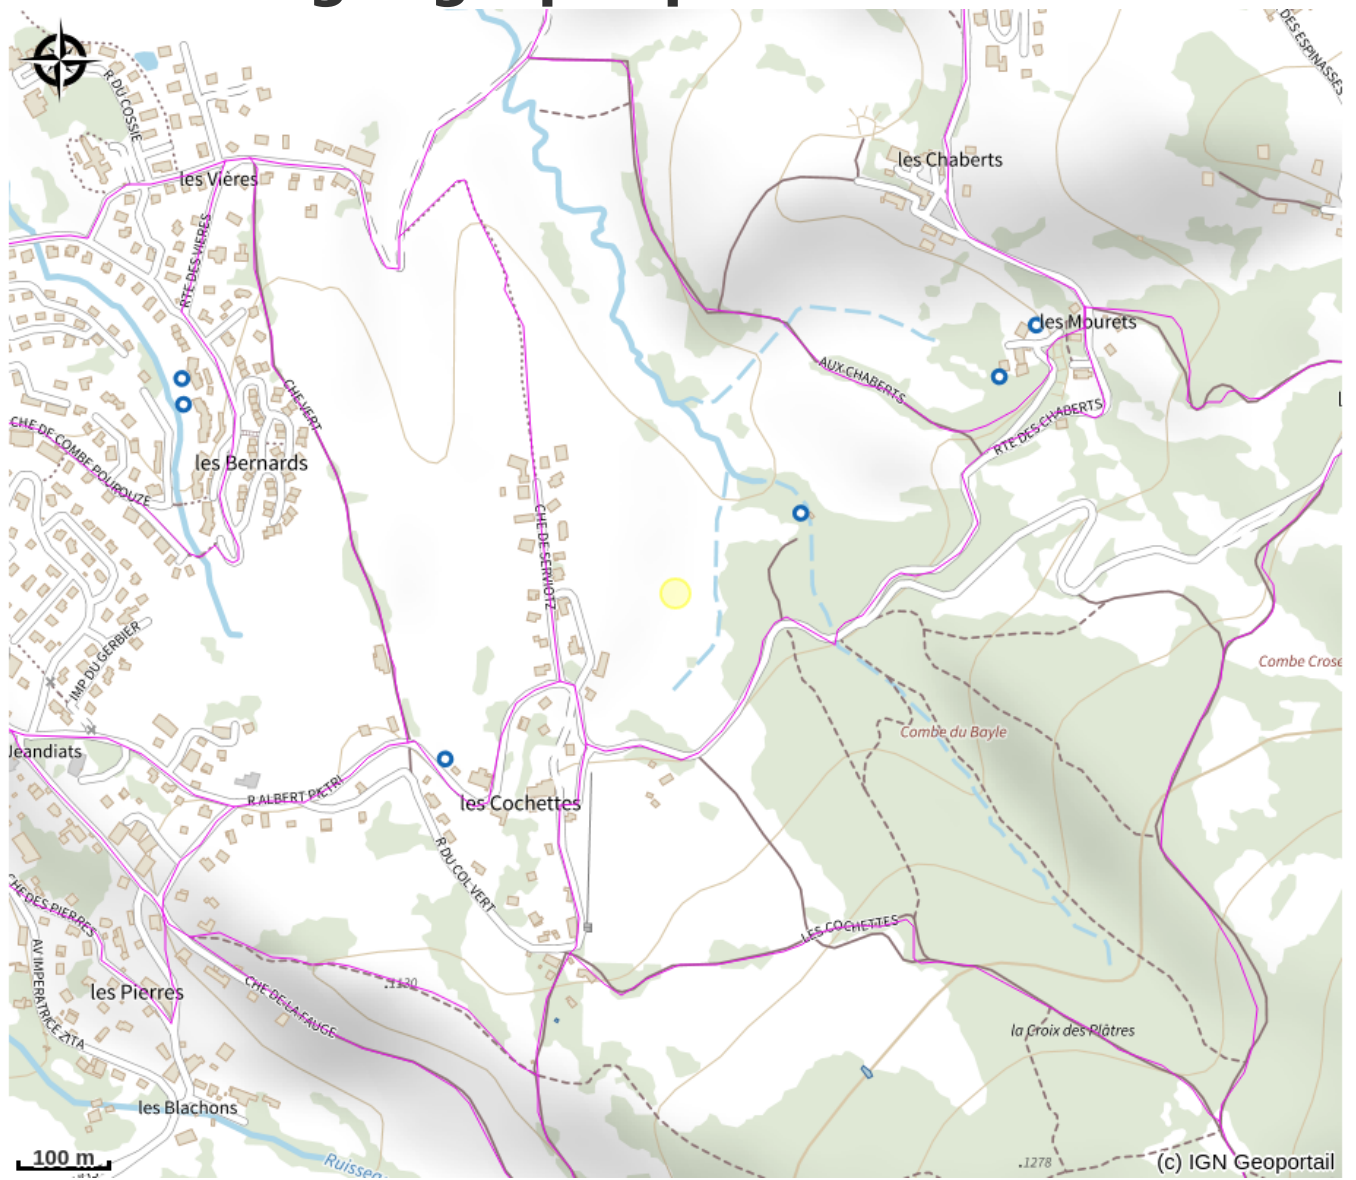 DES ESPINASSES
R DU COSSIE
les Chaberts
les Vières
RTE DES VIERES
les Mourets
AUX CHABERTS
CHE VERT
RTE DES CHABERTS
CHE DE COMBE POUROUZE
les Bernards
CHE DE SERVIOTZ
IMP DU GERBIER
Combe Crose
Combe du Bayle
Jeandiats
R ALBERT PIETRI
les Cochettes
R DU COL VERT
CHE DES PIERRES
LES COCHETTES
AV IMPERATRICE ZITA
les Pierres
CHE DE LA FAUGE
.1130
la Croix des Plâtres
les Blachons
100 m
Ruissea
.1278
(c) IGN Geoportail